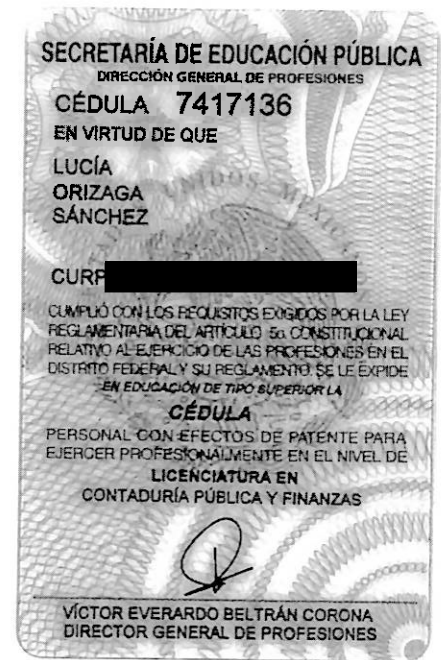 SECRETARÍA DE EDUCACIÓN PÚBLICA
DIRECCIÓN GENERAL DE PROFESIONES
CÉDULA 7417136
EN VIRTUD DE QUE
LUCÍA
ORIZAGA
SÁNCHEZ
UNIDOS MEXIC
CURP
CUMPLIÓ CON LOS REQUISITOS EXIGIDOS POR LA LEY
REGLAMENTARIA DEL ARTÍCULO 5o. CONSTITUCIONAL
RELATIVO AL EJERCICIO DE LAS PROFESIONES EN EL
DISTRITO FEDERAL Y SU REGLAMENTO, SE LE EXPIDE
EN EDUCACIÓN DE TIPO SUPERIOR LA
CÉDULA
PERSONAL CON EFECTOS DE PATENTE PARA
EJERCER PROFESIONALMENTE EN EL NIVEL DE
LICENCIATURA EN
CONTADURÍA PÚBLICA Y FINANZAS
VÍCTOR EVERARDO BELTRÁN CORONA
DIRECTOR GENERAL DE PROFESIONES